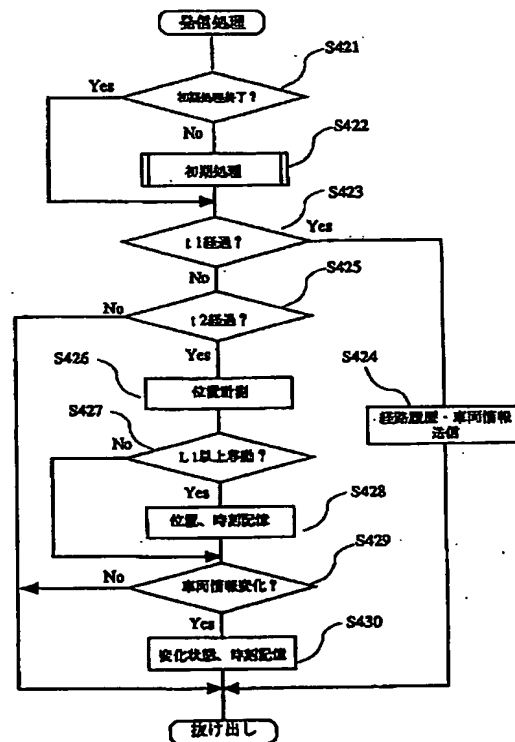 発信処理
S421
Yes
初期処理終了?
No
S422
初期処理
S423
t1経過?
Yes
No
S425
No
t2経過?
Yes
S426
位置計測
S424
経路履歴・車両情報
送信
S427
No
L1以上移動?
Yes
S428
位置、時刻記憶
S429
No
車両情報変化?
Yes
S430
変化状態、時刻記憶
抜け出し